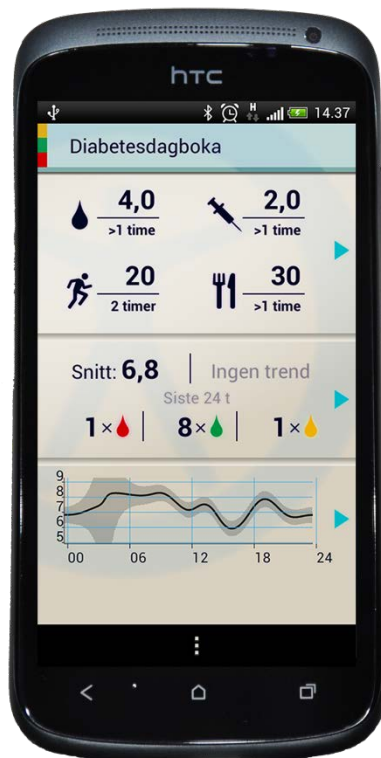 hTC
H
14.37
Diabetesdagboka
4,0
>1 time
2,0
>1 time
20
2 timer
30
>1 time
Snitt: 6,8 Ingen trend
Siste 24 t
1× 8× 1×
9
8
7
6
5
00 06 12 18 24